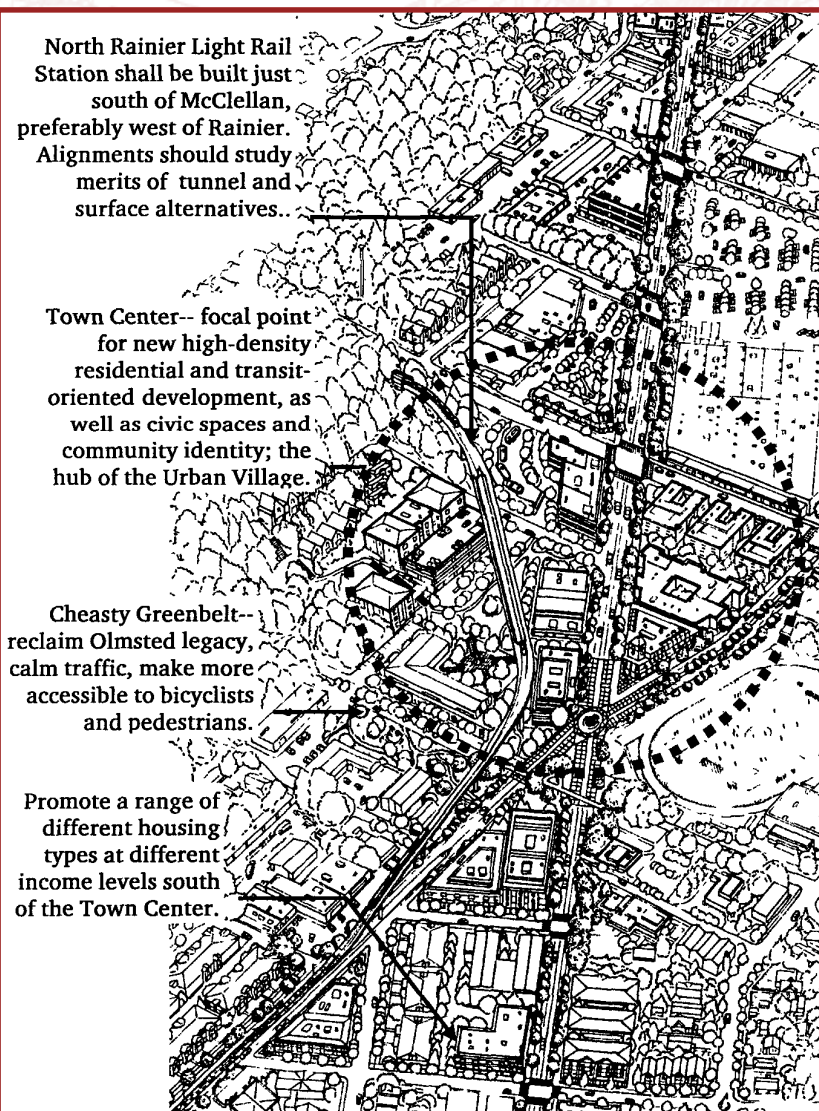 North Rainier Light Rail
Station shall be built just
south of McClellan,
preferably west of Rainier.
Alignments should study
merits of tunnel and
surface alternatives..
Town Center-- focal point
for new high-density
residential and transit-
oriented development, as
well as civic spaces and
community identity; the
hub of the Urban Village.
Cheasty Greenbelt--
reclaim Olmsted legacy,
calm traffic, make more
accessible to bicyclists
and pedestrians.
Promote a range of
different housing
types at different
income levels south
of the Town Center.